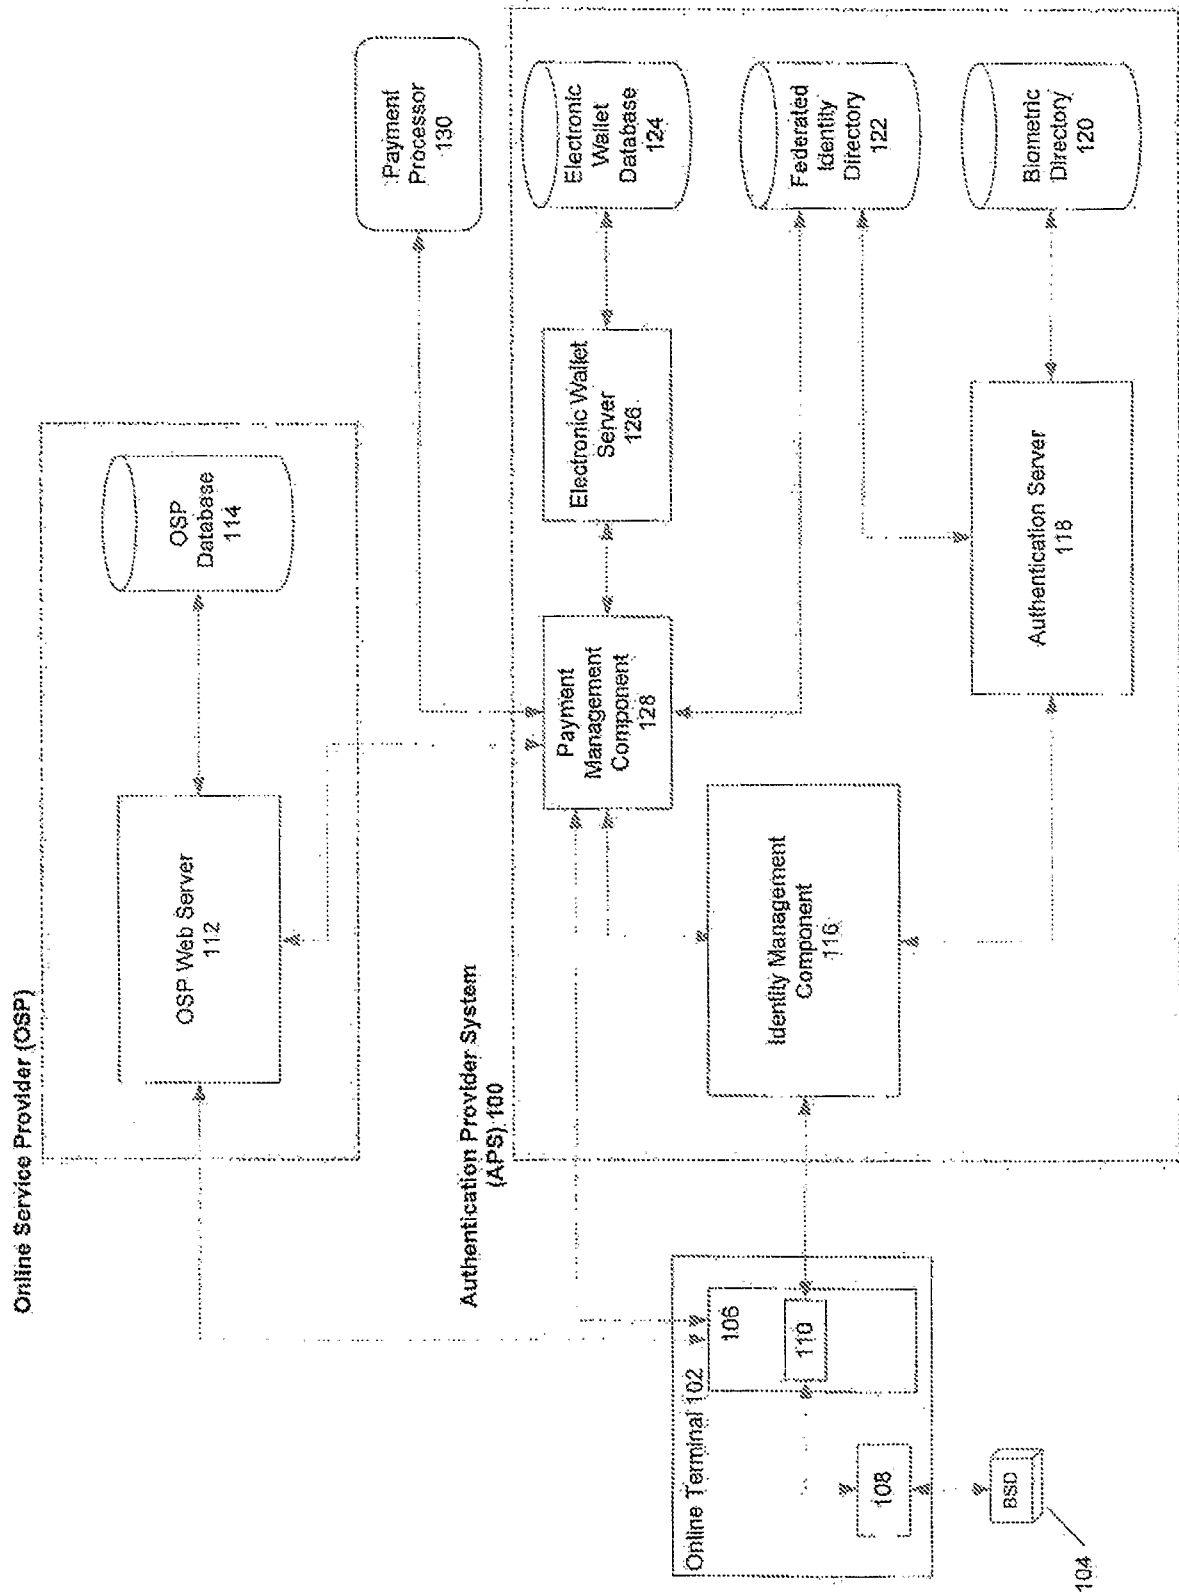 Online Service Provider (OSP)
OSP Web Server
112
OSP
Database
114
Payment
Processor
130
Authentication Provider System
(APS) 100
Payment
Management
Component
128
Electronic Wallet
Server
126
Electronic
Wallet
Database
124
Federated
Identity
Directory
122
Biometric
Directory
120
Identity Management
Component
116
Authentication Server
118
Online Terminal 102
106
110
108
BSD
104